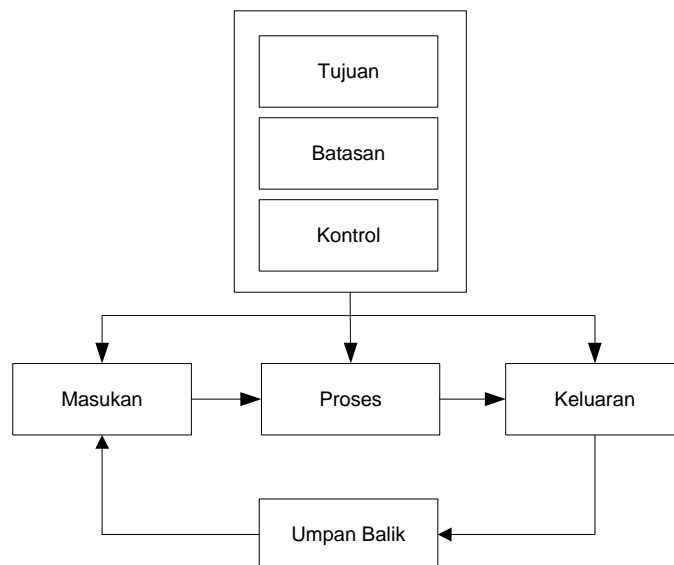 Tujuan
Batasan
Kontrol
Masukan
Proses
Keluaran
Umpan Balik